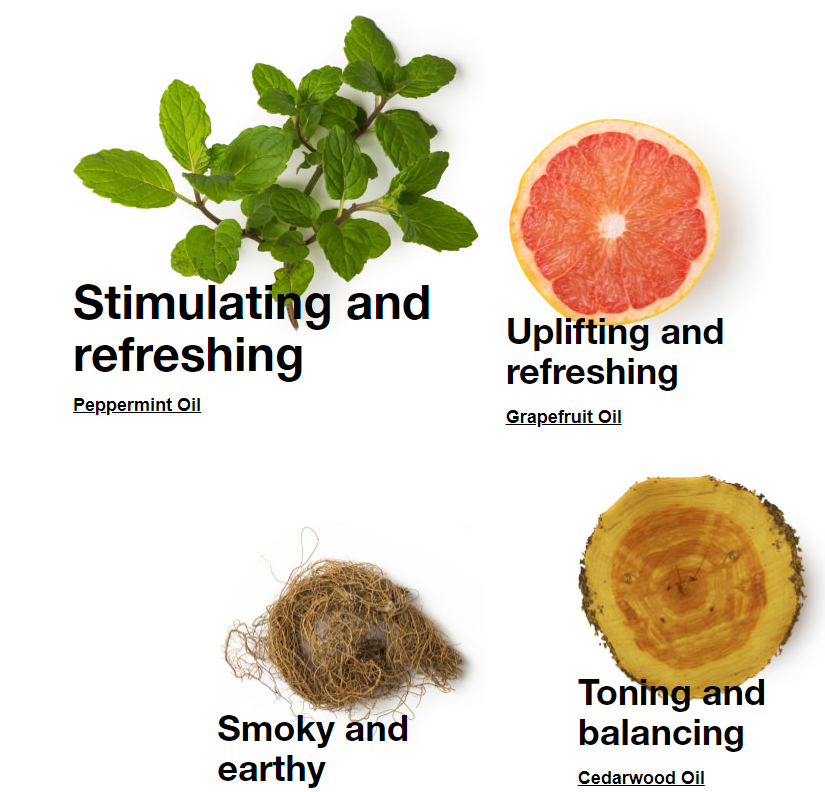 Stimulating and
refreshing
Peppermint Oil
Uplifting and
refreshing
Grapefruit Oil
Smoky and
earthy
Toning and
balancing
Cedarwood Oil